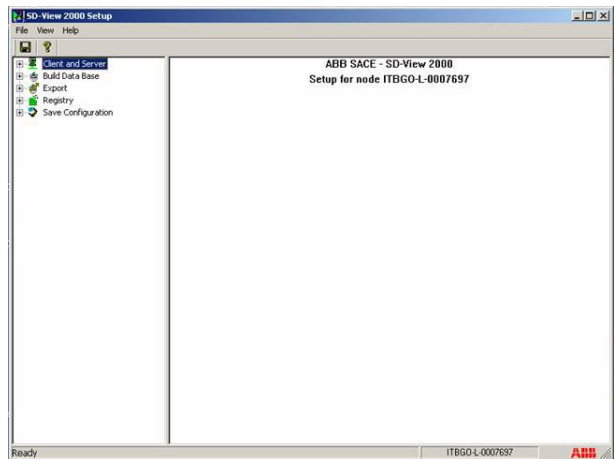 SD-View 2000 Setup
File View Help
Client and Server
Build Data Base
Export
Registry
Save Configuration
ABB SACE - SD-View 2000
Setup for node ITBGO-L-0007697
Ready
ITBGO-L-0007697
ABB